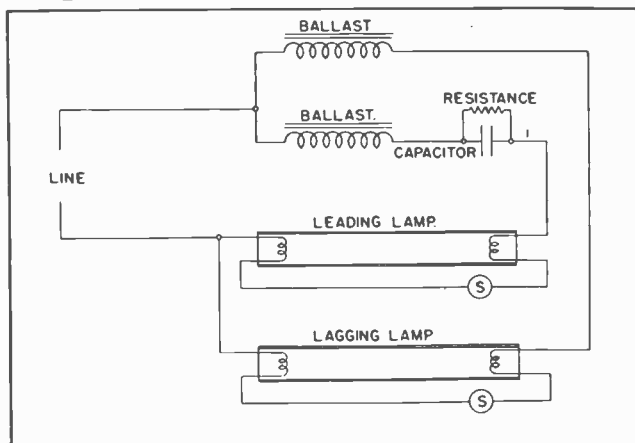 BALLAST
BALLAST.
RESISTANCE
CAPACITOR
1
LINE
LEADING LAMP.
S
LAGGING LAMP
S